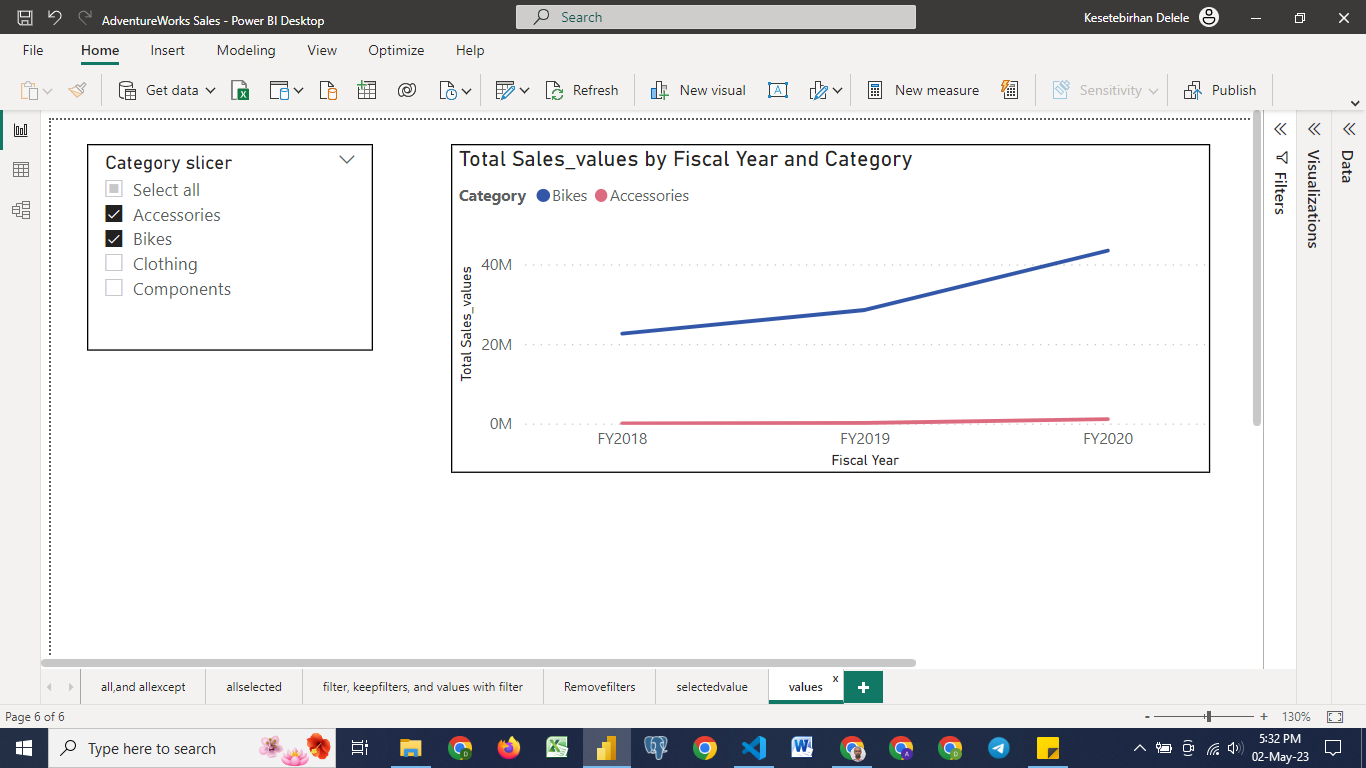 AdventureWorks Sales - Power BI Desktop
Search
Kesetebirhan Delele
File Home Insert Modeling View Optimize Help
Get data Refresh New visual New measure Sensitivity Publish
Category slicer
Select all
Accessories
Bikes
Clothing
Components
Total Sales_values by Fiscal Year and Category
Category Bikes Accessories
Total Sales_values
40M
20M
0M
FY2018 FY2019 FY2020
Fiscal Year
Filters
Visualizations
Data
all,and allexcept allselected filter, keepfilters, and values with filter Removefilters selectedvalue values x
Page 6 of 6
- + 130%
Type here to search
5:32 PM
02-May-23